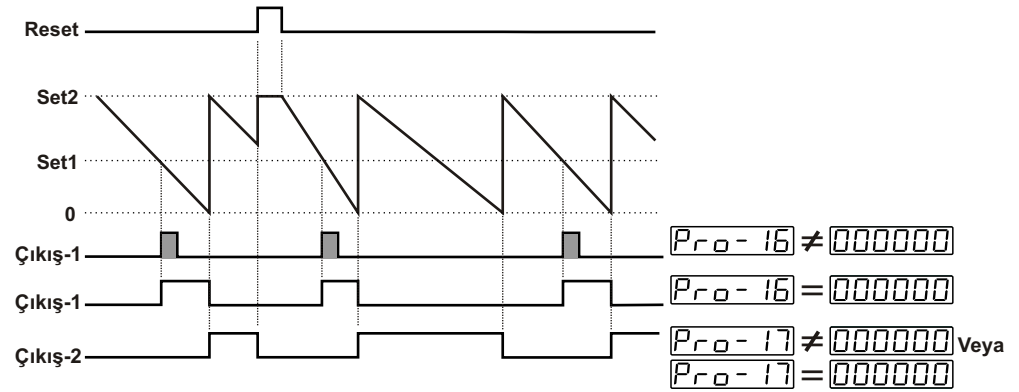 Reset
Set2
Set1
0
Çıkış-1 Pro-16 ≠ 000000
Çıkış-1 Pro-16 = 000000
Çıkış-2 Pro-17 ≠ 000000 Veya
Pro-17 = 000000